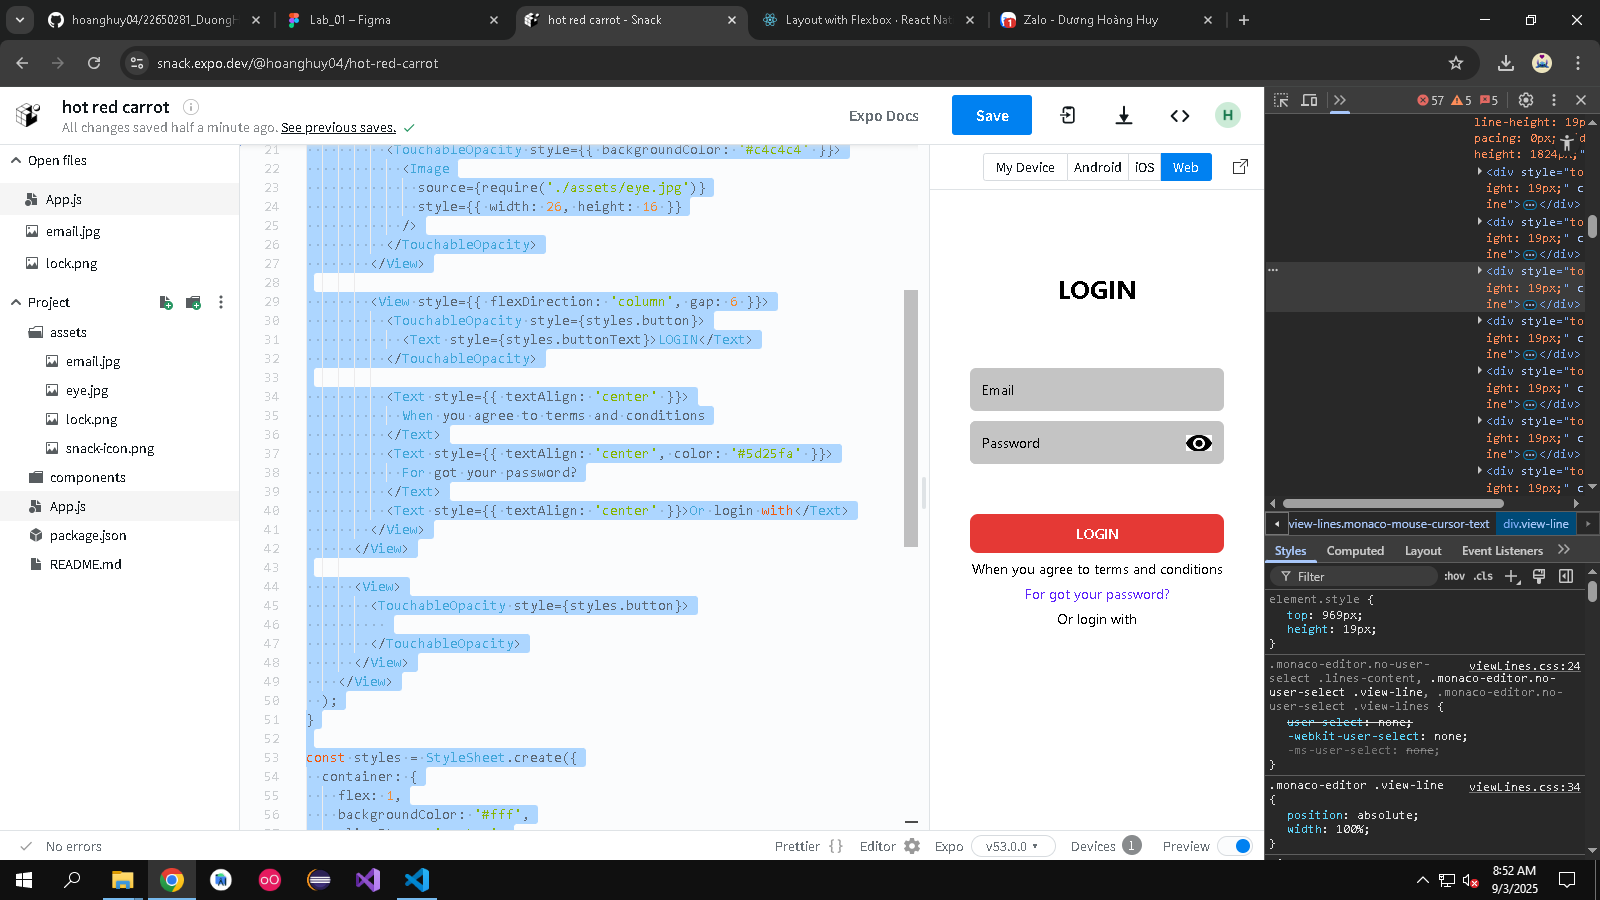 hoanghuy04/22650281_DuongH
Lab_01 – Figma
hot red carrot - Snack
Layout with Flexbox · React Nat
Zalo - Dương Hoàng Huy
snack.expo.dev/@hoanghuy04/hot-red-carrot
hot red carrot
All changes saved half a minute ago. See previous saves.
Expo Docs
Save
H
Open files
App.js
email.jpg
lock.png
Project
assets
email.jpg
eye.jpg
lock.png
snack-icon.png
components
App.js
package.json
README.md
21 <TouchableOpacity style={{ backgroundColor: '#c4c4c4' }}>
22 <Image
23 source={require('./assets/eye.jpg')}
24 style={{ width: 26, height: 16 }}
25 />
26 </TouchableOpacity>
27 </View>
28
29 <View style={{ flexDirection: 'column', gap: 6 }}>
30 <TouchableOpacity style={styles.button}>
31 <Text style={styles.buttonText}>LOGIN</Text>
32 </TouchableOpacity>
33
34 <Text style={{ textAlign: 'center' }}>
35 When you agree to terms and conditions
36 </Text>
37 <Text style={{ textAlign: 'center', color: '#5d25fa' }}>
38 For got your password?
39 </Text>
40 <Text style={{ textAlign: 'center' }}>Or login with</Text>
41 </View>
42 </View>
43
44 <View>
45 <TouchableOpacity style={styles.button}>
46
47 </TouchableOpacity>
48 </View>
49 </View>
50 );
51 }
52
53 const styles = StyleSheet.create({
54 container: {
55 flex: 1,
56 backgroundColor: '#fff',
My Device
Android
iOS
Web
LOGIN
Email
Password
LOGIN
When you agree to terms and conditions
For got your password?
Or login with
57
5
5
line-height: 19p
pacing: 0px; d
height: 1824px;"
<div style="to
ight: 19px;" c
ine"> </div>
<div style="to
ight: 19px;" c
ine"> </div>
<div style="to
ight: 19px;" c
ine"> </div>
<div style="to
ight: 19px;" c
ine"> </div>
<div style="to
ight: 19px;" c
ine"> </div>
<div style="to
ight: 19px;" c
ine"> </div>
<div style="to
ight: 19px;" c
view-lines.monaco-mouse-cursor-text
div.view-line
Styles
Computed
Layout
Event Listeners
Filter
:hov
.cls
element.style {
top: 969px;
height: 19px;
}
.monaco-editor.no-user- viewLines.css:24
select .lines-content, .monaco-editor.no-
user-select .view-line, .monaco-editor.no-
user-select .view-lines {
user-select: none;
-webkit-user-select: none;
-ms-user-select: none;
}
.monaco-editor .view-line viewLines.css:34
{
position: absolute;
width: 100%;
}
No errors
Prettier {}
Editor
Expo
v53.0.0
Devices
1
Preview
8:52 AM
9/3/2025